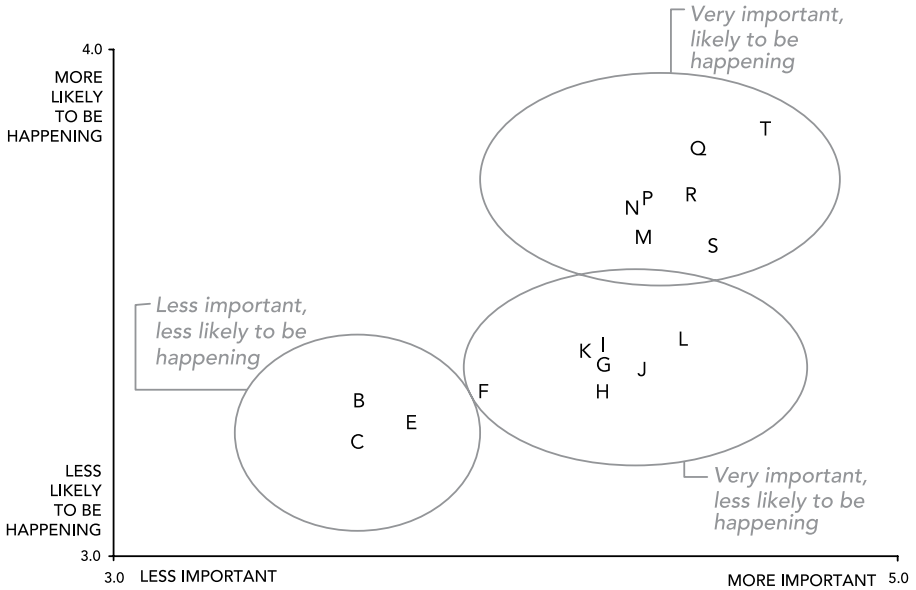 Very important,
likely to be
happening
4.0
MORE
LIKELY
TO BE
HAPPENING
T
Q
R
P
N
M
S
Less important,
less likely to be
happening
L
I
K
G
J
H
F
B
E
C
LESS
LIKELY
TO BE
HAPPENING
Very important,
less likely to be
happening
3.0
3.0 LESS IMPORTANT
MORE IMPORTANT 5.0